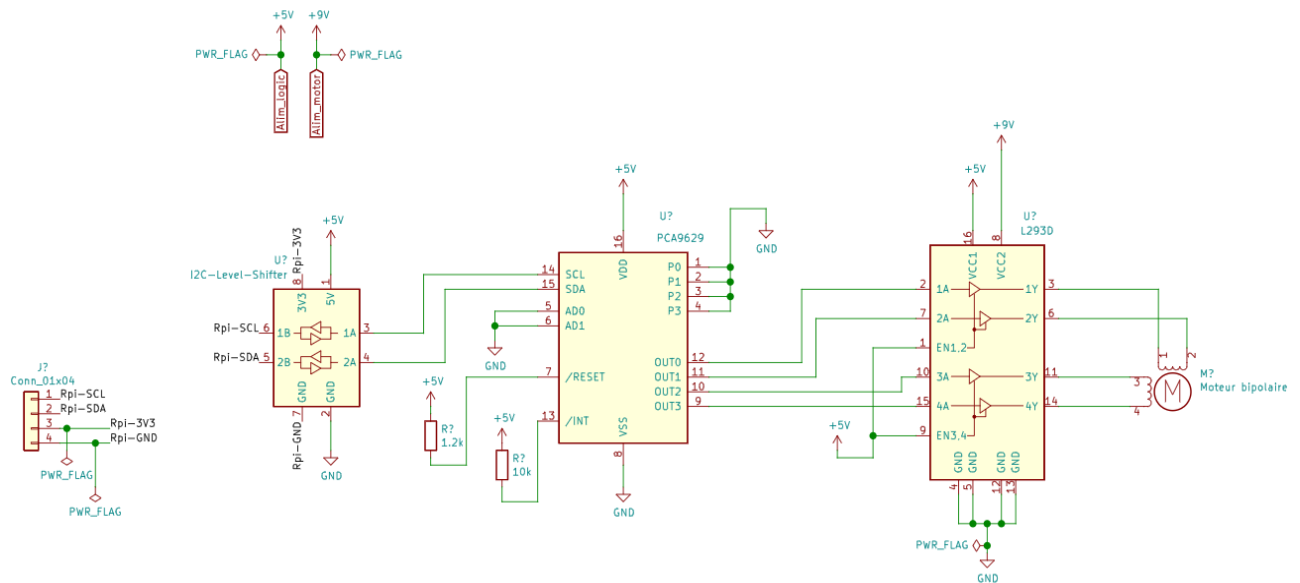 +5V
+9V
PWR_FLAG
PWR_FLAG
Alim_logic
Alim_motor
+9V
+5V
+5V
+5V
U?
PCA9629
U?
L293D
GND
Rpi-3V3
U?
I2C-Level-Shifter
8
1
3V3
5V
Rpi-SCL
6
1B
1A
3
Rpi-SDA
5
2B
2A
4
GND
GND
7
2
Rpi-GND
GND
J?
Conn_01x04
1
Rpi-SCL
2
Rpi-SDA
3
Rpi-3V3
4
Rpi-GND
PWR_FLAG
PWR_FLAG
16
VDD
14
SCL
15
SDA
5
AD0
6
AD1
GND
7
/RESET
13
/INT
P0
1
P1
2
P2
3
P3
4
OUT0
12
OUT1
11
OUT2
10
OUT3
9
VSS
8
GND
+5V
R?
1.2k
+5V
R?
10k
+5V
16
8
VCC1
VCC2
2
1A
1Y
3
7
2A
2Y
6
1
EN1,2
10
3A
3Y
11
15
4A
4Y
14
9
EN3,4
GND
GND
GND
GND
4
5
12
13
PWR_FLAG
GND
1
2
3
4
M
M?
Moteur bipolaire